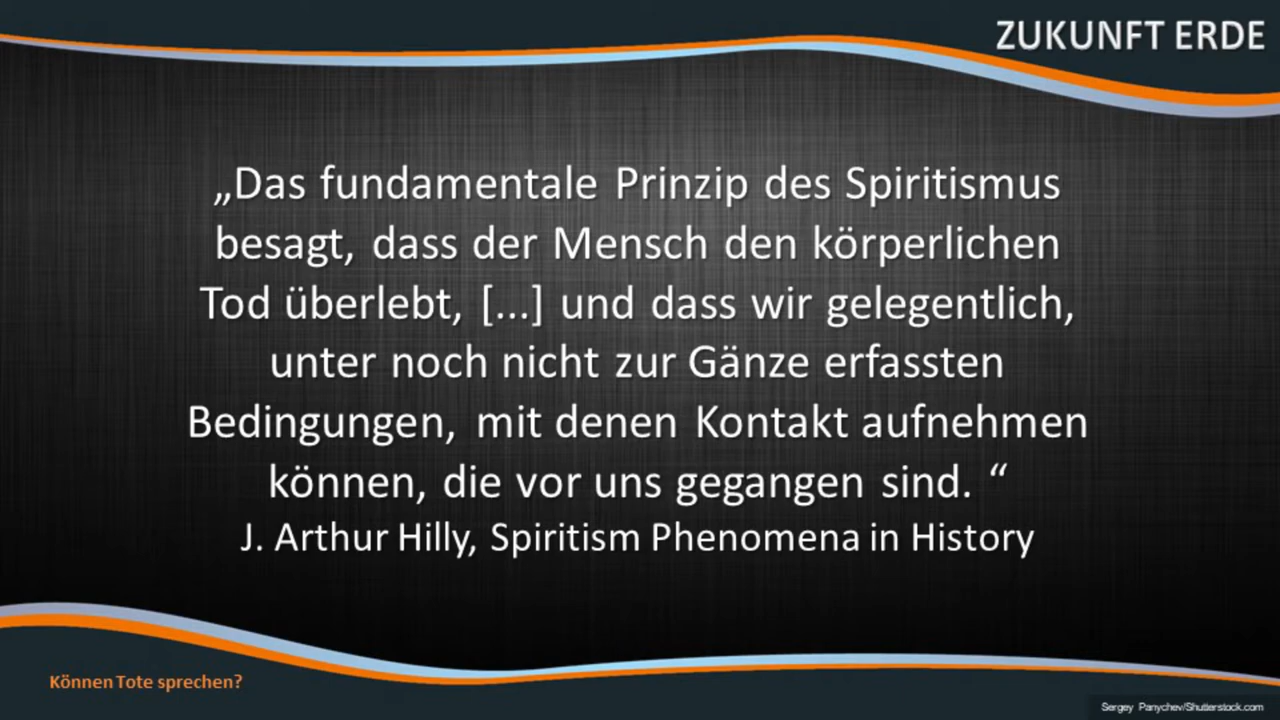 ZUKUNFT ERDE
„Das fundamentale Prinzip des Spiritismus
besagt, dass der Mensch den körperlichen
Tod überlebt, [...] und dass wir gelegentlich,
unter noch nicht zur Gänze erfassten
Bedingungen, mit denen Kontakt aufnehmen
können, die vor uns gegangen sind. “
J. Arthur Hilly, Spiritism Phenomena in History
Können Tote sprechen?
Sergey Panychev/Shutterstock.com